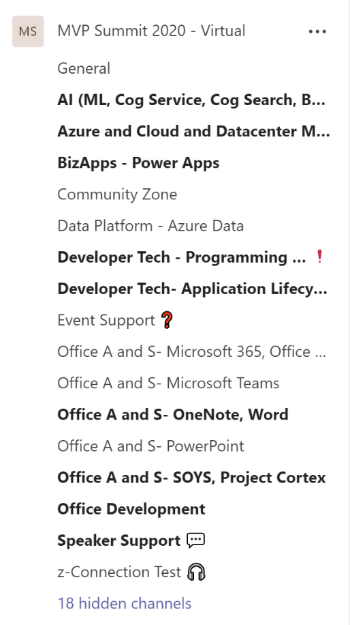 MS MVP Summit 2020 - Virtual ...
General
AI (ML, Cog Service, Cog Search, B...
Azure and Cloud and Datacenter M...
BizApps - Power Apps
Community Zone
Data Platform - Azure Data
Developer Tech - Programming ... !
Developer Tech- Application Lifecy...
Event Support ❓
Office A and S- Microsoft 365, Office ...
Office A and S- Microsoft Teams
Office A and S- OneNote, Word
Office A and S- PowerPoint
Office A and S- SOYS, Project Cortex
Office Development
Speaker Support 💬
z-Connection Test 🎧
18 hidden channels